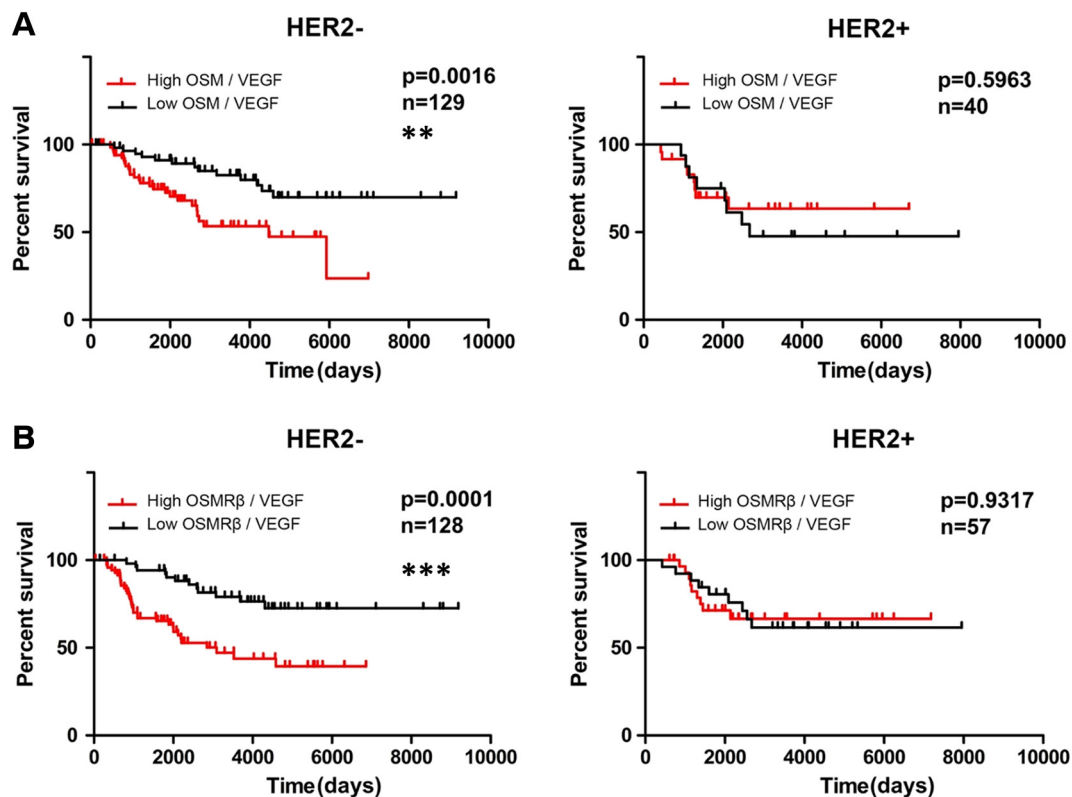 A
HER2-
High OSM / VEGF
Low OSM / VEGF
p=0.0016
n=129
**
Percent survival
100
50
0
0 2000 4000 6000 8000 10000
Time(days)
HER2+
High OSM / VEGF
Low OSM / VEGF
p=0.5963
n=40
Percent survival
100
50
0
0 2000 4000 6000 8000 10000
Time(days)
B
HER2-
High OSMRβ / VEGF
Low OSMRβ / VEGF
p=0.0001
n=128
***
Percent survival
100
50
0
0 2000 4000 6000 8000 10000
Time(days)
HER2+
High OSMRβ / VEGF
Low OSMRβ / VEGF
p=0.9317
n=57
Percent survival
100
50
0
0 2000 4000 6000 8000 10000
Time(days)